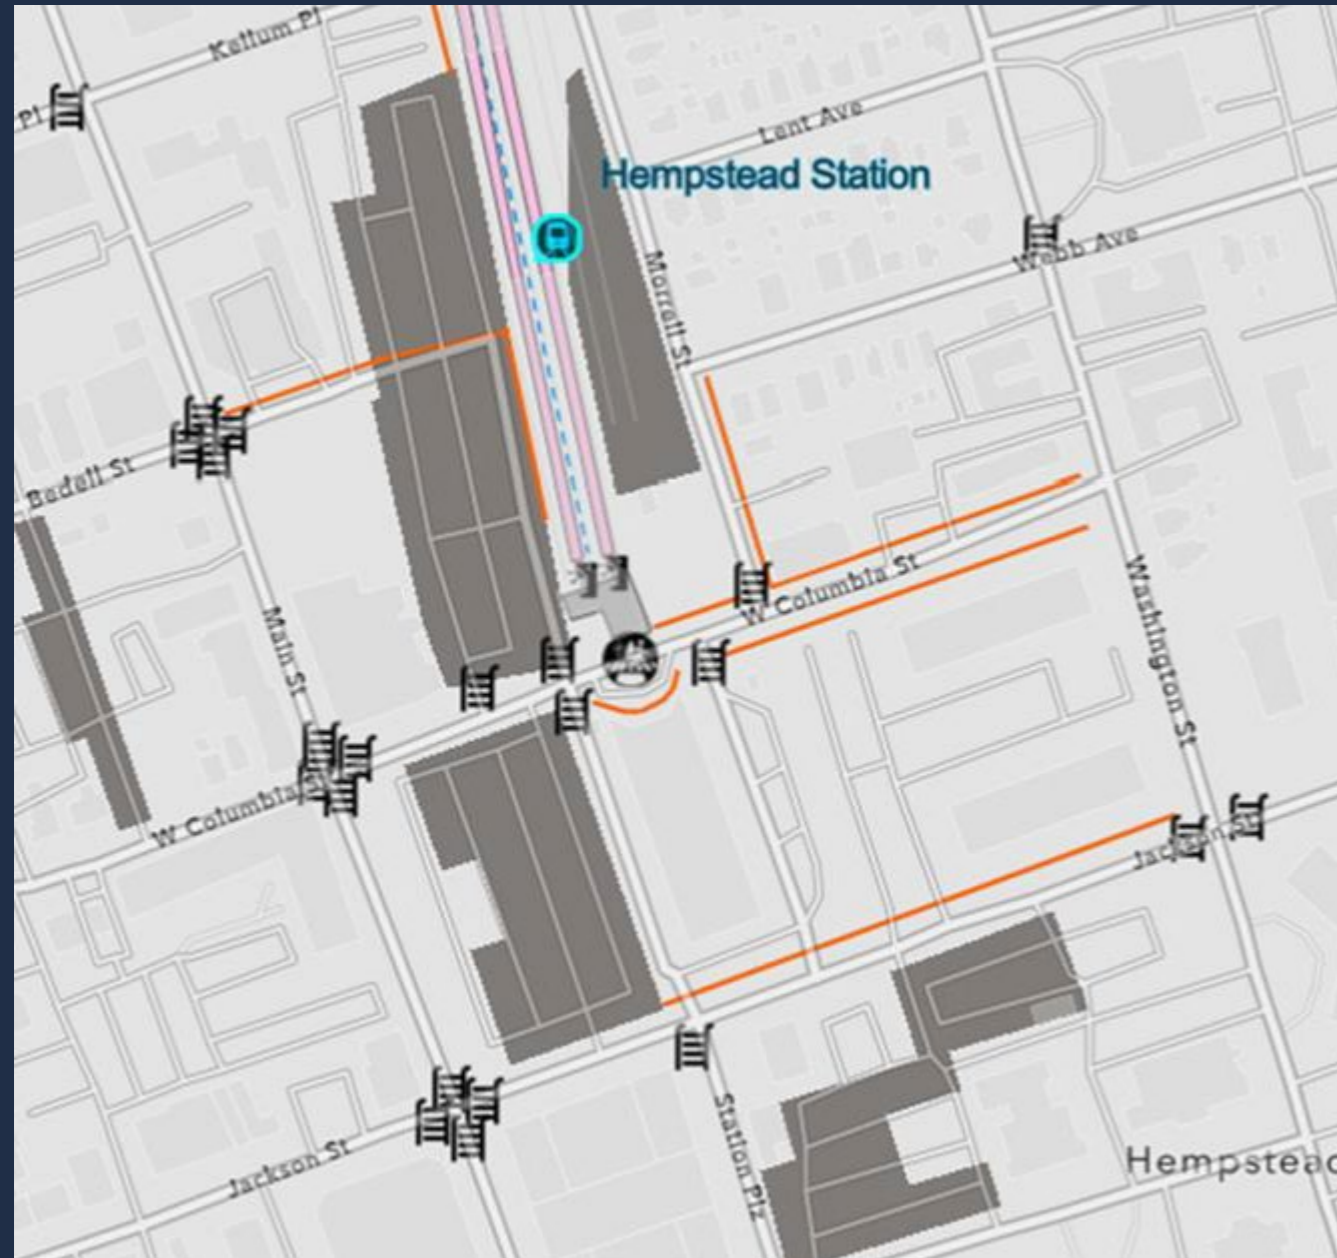 Kellum Pl
Pl
Lent Ave
Hempstead Station
Webb Ave
Morrell St
Bedell St
W Columbia St
Main St
Washington St
W Columbia S
Jackson St
Station Plz
Jackson St
Hempstead